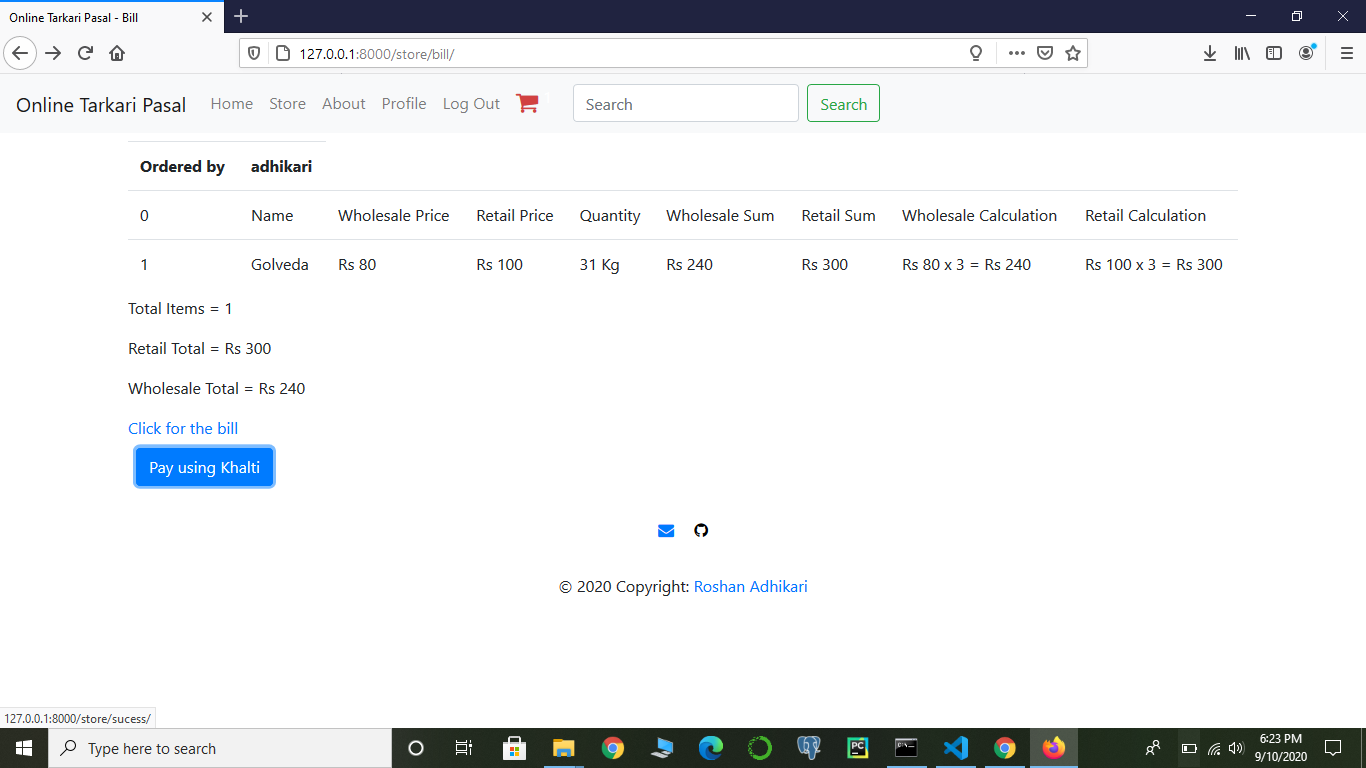 Online Tarkari Pasal - Bill
127.0.0.1:8000/store/bill/
Online Tarkari Pasal Home Store About Profile Log Out Search Search
Ordered by adhikari
0 Name Wholesale Price Retail Price Quantity Wholesale Sum Retail Sum Wholesale Calculation Retail Calculation
1 Golveda Rs 80 Rs 100 31 Kg Rs 240 Rs 300 Rs 80 x 3 = Rs 240 Rs 100 x 3 = Rs 300
Total Items = 1
Retail Total = Rs 300
Wholesale Total = Rs 240
Click for the bill
Pay using Khalti
© 2020 Copyright: Roshan Adhikari
127.0.0.1:8000/store/sucess/
Type here to search
6:23 PM
9/10/2020